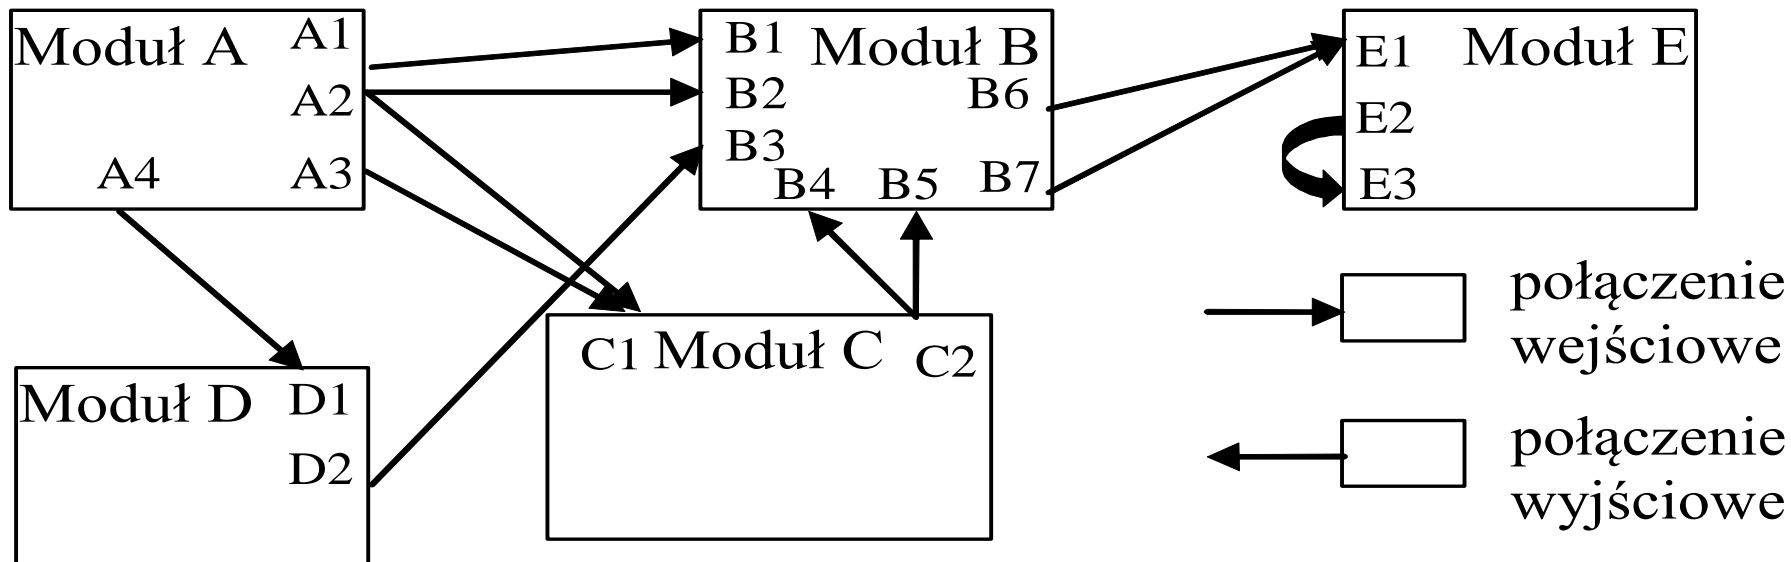 Moduł A
A1
A2
A3
A4
Moduł B
B1
B2
B3
B4
B5
B6
B7
Moduł E
E1
E2
E3
Moduł D
D1
D2
C1 Moduł C
C2
połączenie
wejściowe
połączenie
wyjściowe